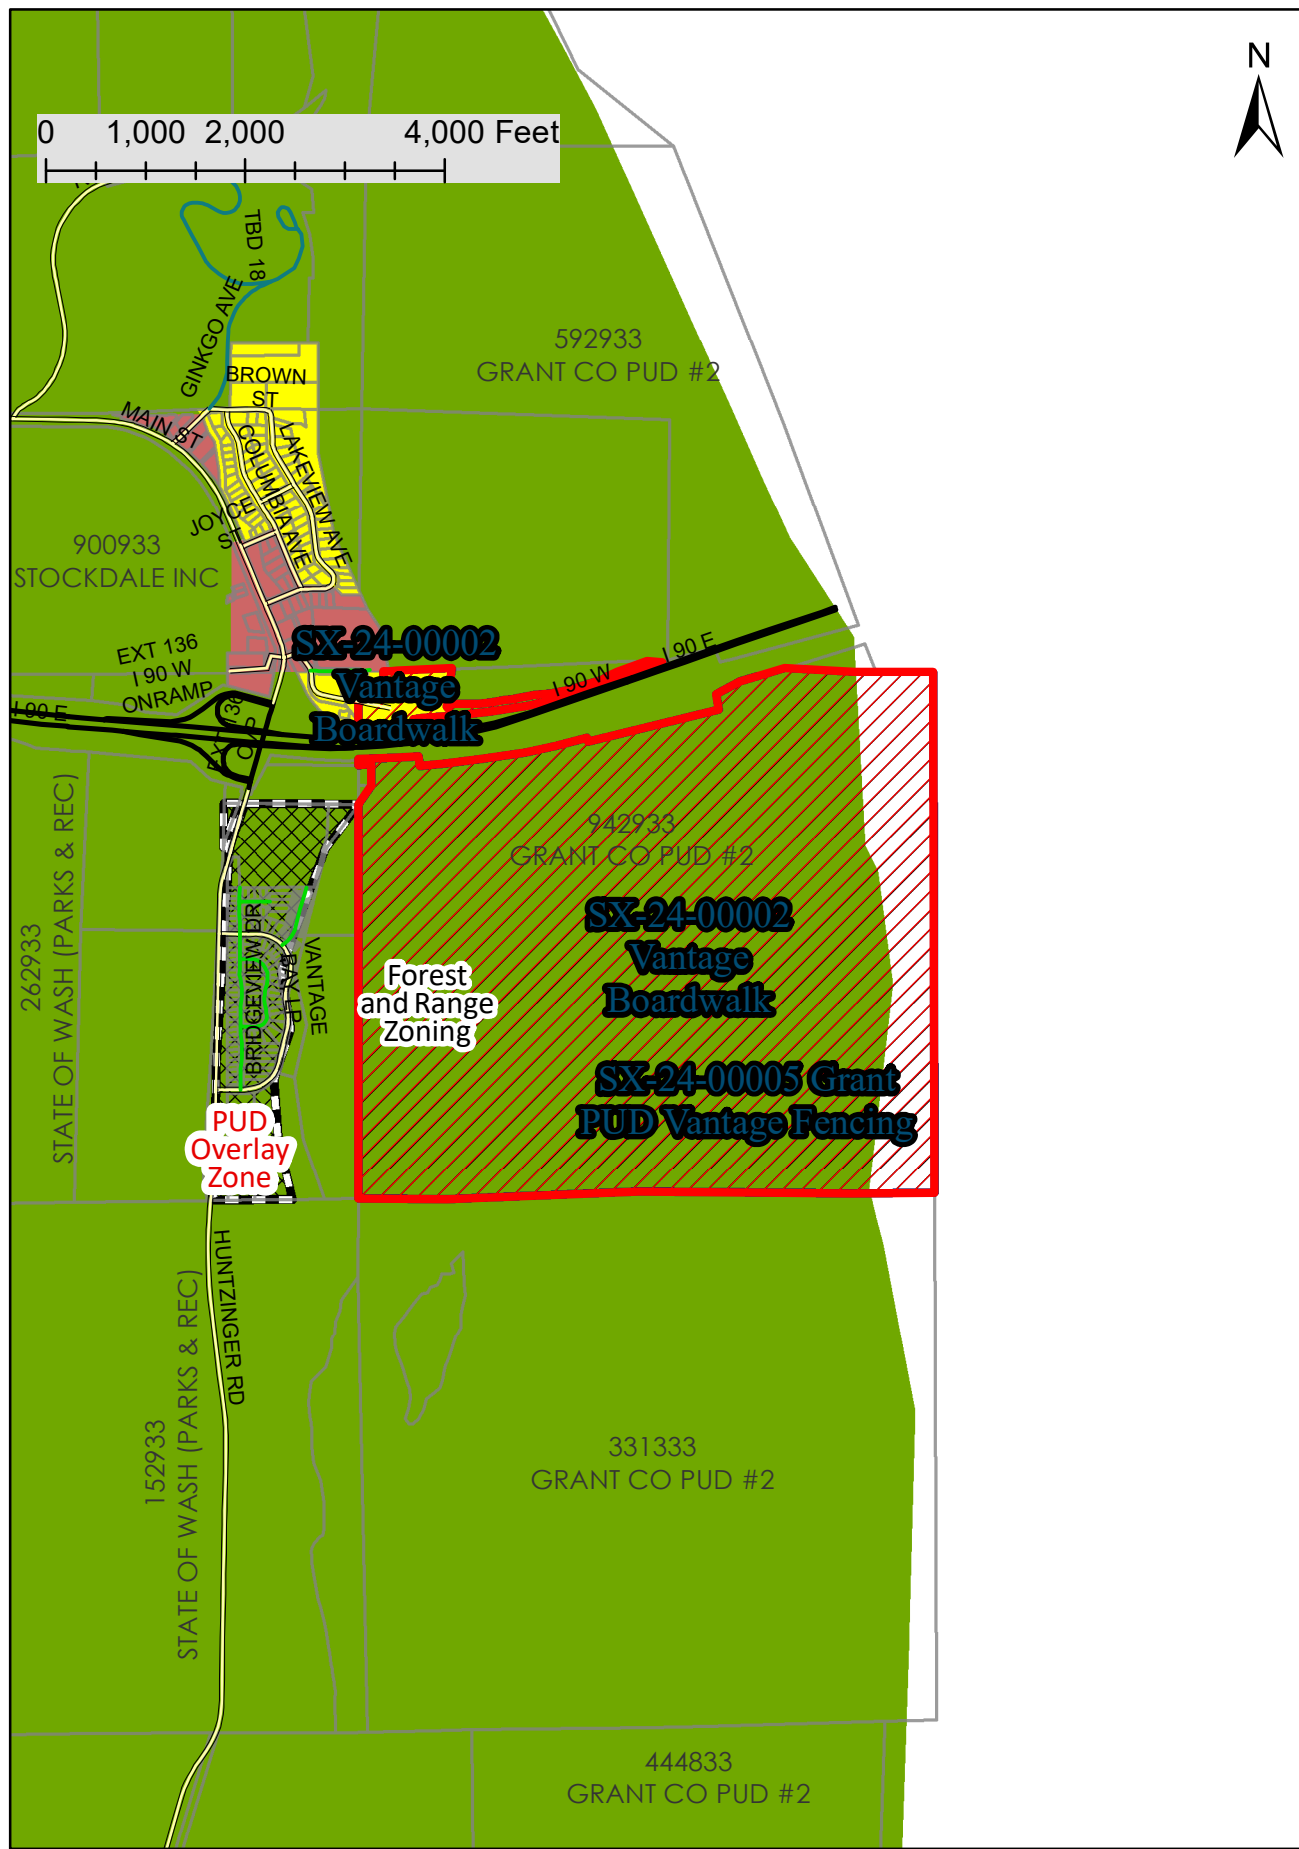 N
0 1,000 2,000 4,000 Feet
TBD 18
GINKGO AVE
592933
GRANT CO PUD #2
BROWN
ST
MAIN ST
COLUMBIA AVE
LAKEVIEW AVE
JOYCE
ST
900933
STOCKDALE INC
EXT 136
I 90 W
ONRAMP
SX-24-00002
Vantage
Boardwalk
I 90 E
I 90 W
I 90 E
EXT 136
O/P
942933
GRANT CO PUD #2
SX-24-00002
Vantage
Boardwalk
262933
STATE OF WASH (PARKS & REC)
BRIDGEVIEW DR
VANTAGE
BAY LP
Forest
and Range
Zoning
SX-24-00005 Grant
PUD Vantage Fencing
PUD
Overlay
Zone
HUNTZINGER RD
152933
STATE OF WASH (PARKS & REC)
331333
GRANT CO PUD #2
444833
GRANT CO PUD #2